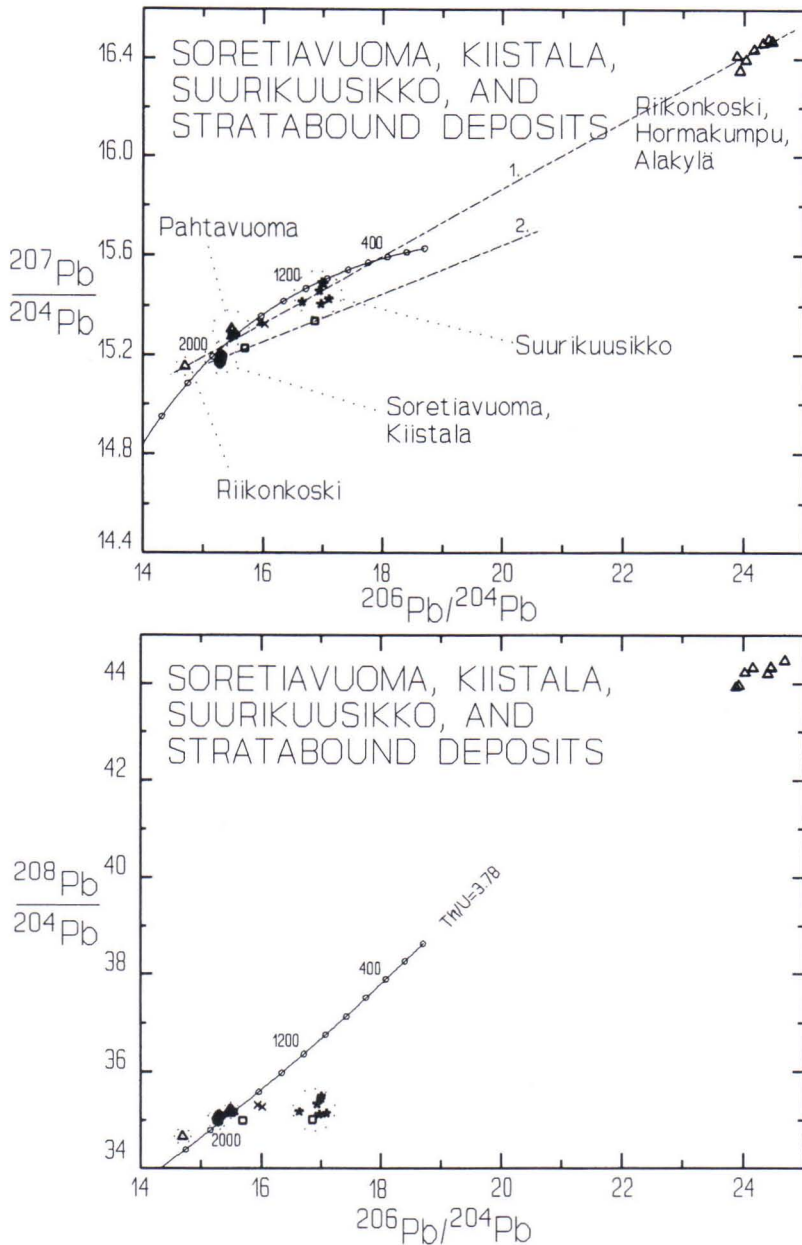 16.4
16.0
15.6
15.2
14.8
14.4
207Pb
204Pb
SORETIAVUOMA, KIISTALA,
SUURIKUUSIKKO, AND
STRATABOUND DEPOSITS
Riikonkoski,
Hormakumpu,
Alakylä
1.
2.
Pahtavuoma
400
1200
2000
Suurikuusikko
Soretiavuoma,
Kiistala
Riikonkoski
14 16 18 20 22 24
206Pb/204Pb
44
42
40
38
36
34
208Pb
204Pb
SORETIAVUOMA, KIISTALA,
SUURIKUUSIKKO, AND
STRATABOUND DEPOSITS
Th/U=3.78
400
1200
2000
14 16 18 20 22 24
206Pb/204Pb